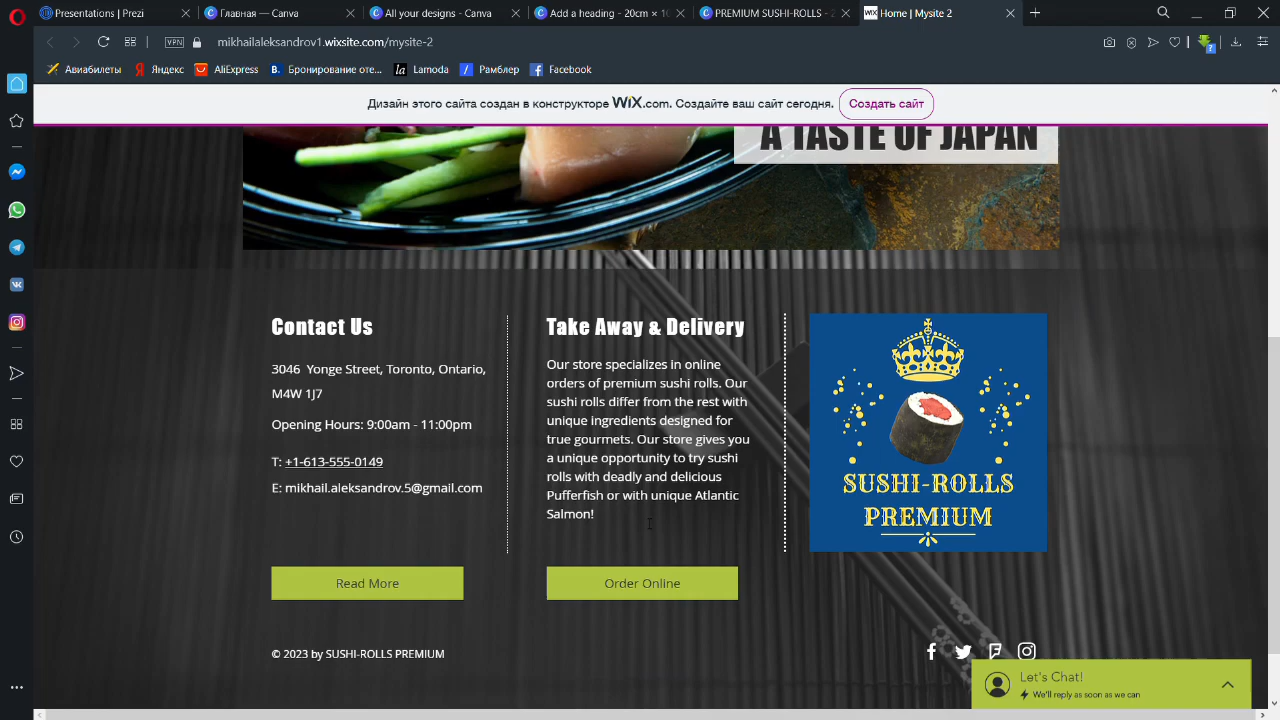 Presentations | Prezi
Главная — Canva
All your designs - Canva
Add a heading - 20cm × 10
PREMIUM SUSHI-ROLLS - 2
WIX
Home | Mysite 2
VPN
mikhailaleksandrov1.wixsite.com/mysite-2
Авиабилеты
Яндекс
AliExpress
B. Бронирование оте...
la Lamoda
Рамблер
Facebook
Дизайн этого сайта создан в конструкторе WiX.com. Создайте ваш сайт сегодня.
Создать сайт
A TASTE OF JAPAN
Contact Us
3046 Yonge Street, Toronto, Ontario,
M4W 1J7
Opening Hours: 9:00am - 11:00pm
T: +1-613-555-0149
E: mikhail.aleksandrov.5@gmail.com
Read More
Take Away & Delivery
Our store specializes in online
orders of premium sushi rolls. Our
sushi rolls differ from the rest with
unique ingredients designed for
true gourmets. Our store gives you
a unique opportunity to try sushi
rolls with deadly and delicious
Pufferfish or with unique Atlantic
Salmon!
Order Online
SUSHI-ROLLS
PREMIUM
© 2023 by SUSHI-ROLLS PREMIUM
Let's Chat!
We'll reply as soon as we can